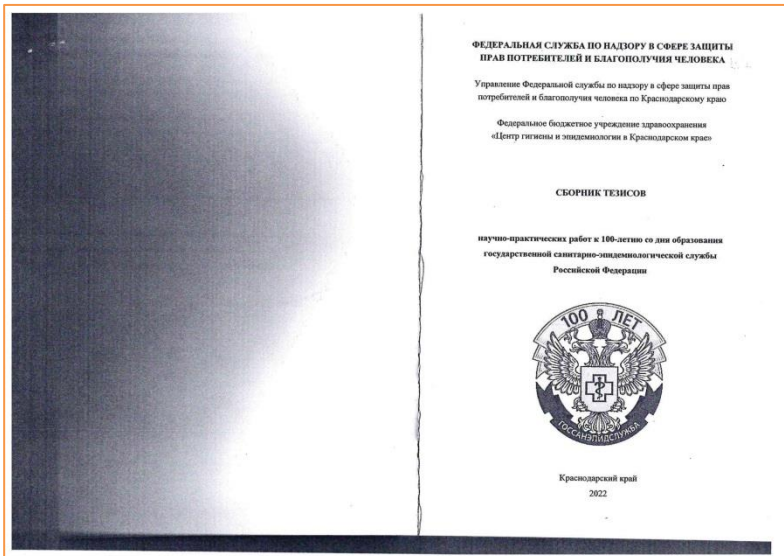 ФЕДЕРАЛЬНАЯ СЛУЖБА ПО НАДЗОРУ В СФЕРЕ ЗАЩИТЫ
ПРАВ ПОТРЕБИТЕЛЕЙ И БЛАГОПОЛУЧИЯ ЧЕЛОВЕКА
Управление Федеральной службы по надзору в сфере защиты прав
потребителей и благополучия человека по Краснодарскому краю
Федеральное бюджетное учреждение здравоохранения
«Центр гигиены и эпидемиологии в Краснодарском крае»
СБОРНИК ТЕЗИСОВ
научно-практических работ к 100-летию со дня образования
государственной санитарно-эпидемиологической службы
Российской Федерации
100 ЛЕТ
ГОССАНЭПИДСЛУЖБА
Краснодарский край
2022